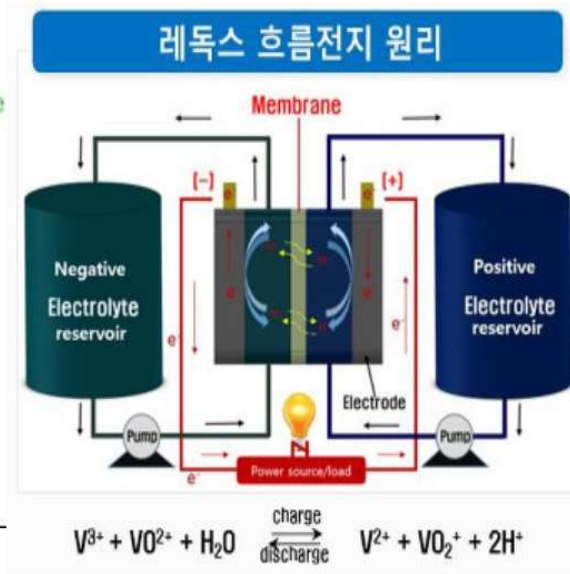 레독스 흐름전지 원리
e
Membrane
(-)
e⁻
e⁻
(+)
Negative
Electrolyte
reservoir
Positive
Electrolyte
reservoir
e⁻
e⁻
Electrode
Pump
Pump
Power source/load
e⁻
V³⁺ + VO²⁺ + H₂O
charge
discharge
V²⁺ + VO₂⁺ + 2H⁺